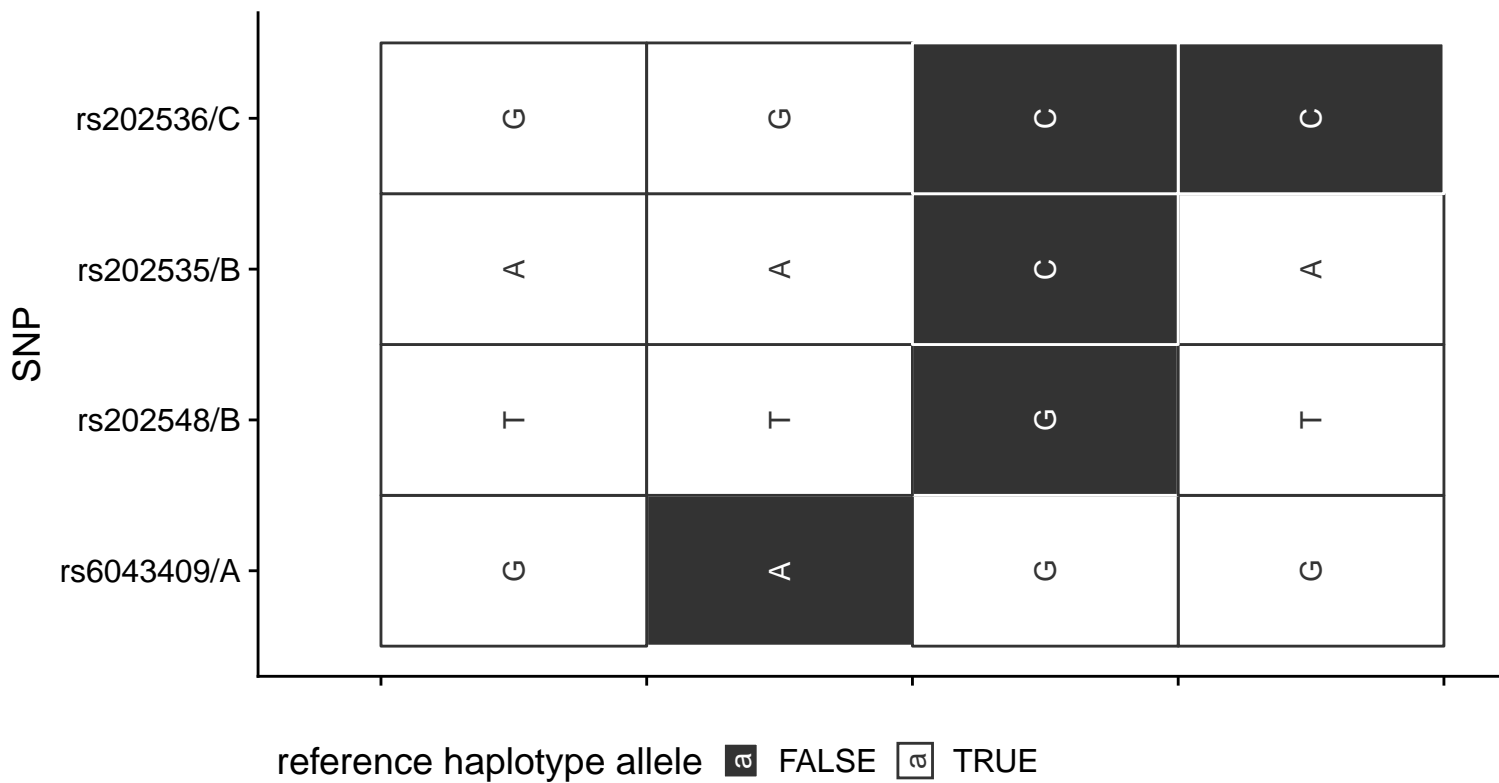 rs202536/C G G C C
rs202535/B A A C A
rs202548/B T T G T
rs6043409/A G A G G
SNP
reference haplotype allele a FALSE a TRUE